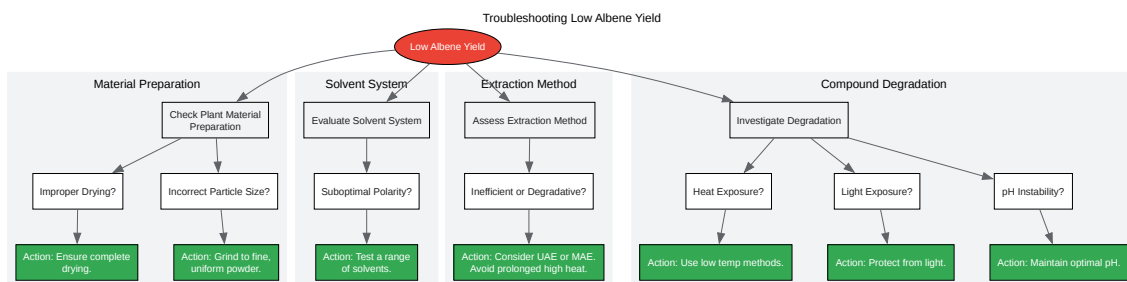 Troubleshooting Low Albene Yield
Low Albene Yield
Material Preparation
Solvent System
Extraction Method
Compound Degradation
Check Plant Material
Preparation
Evaluate Solvent System
Assess Extraction Method
Investigate Degradation
Improper Drying?
Incorrect Particle Size?
Suboptimal Polarity?
Inefficient or Degradative?
Heat Exposure?
Light Exposure?
pH Instability?
Action: Ensure complete
drying.
Action: Grind to fine,
uniform powder.
Action: Test a range
of solvents.
Action: Consider UAE or MAE.
Avoid prolonged high heat.
Action: Use low temp methods.
Action: Protect from light.
Action: Maintain optimal pH.